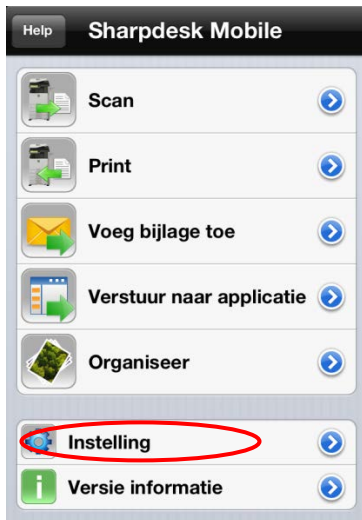 Help Sharpdesk Mobile
Scan
Print
Voeg bijlage toe
Verstuur naar applicatie
Organiseer
Instelling
Versie informatie